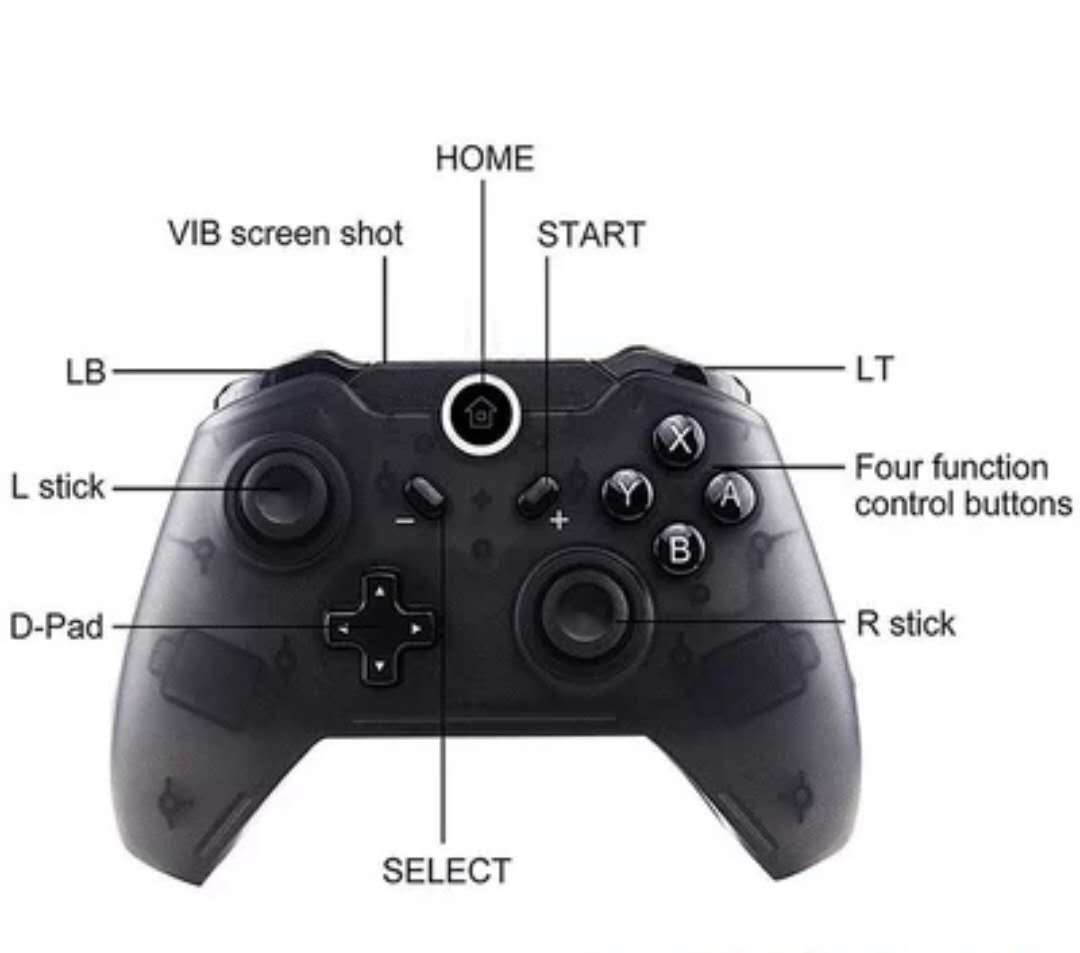 HOME
VIB screen shot
START
LB
LT
X
Four function
control buttons
L stick
Y
A
− +
B
D-Pad
R stick
SELECT